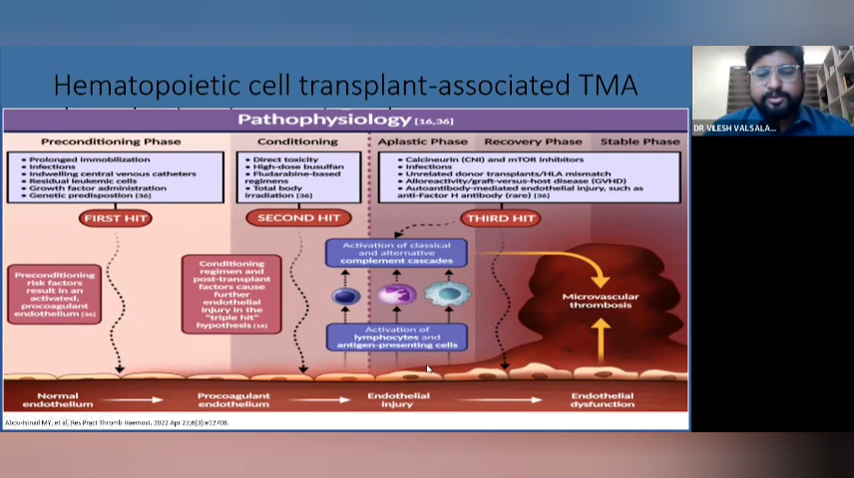 Hematopoietic cell transplant-associated TMA
Pathophysiology [16,36]
Preconditioning Phase
Conditioning
Aplastic Phase
Recovery Phase
Stable Phase
• Prolonged immobilization
• Infections
• Indwelling central venous catheters
• Residual leukemic cells
• Growth factor administration
• Genetic predispostion [36]
• Direct toxicity
• High-dose busulfan
• Fludarabine-based
regimens
• Total body
irradiation [36]
• Calcineurin (CNI) and mTOR inhibitors
• Infections
• Unrelated donor transplants/HLA mismatch
• Alloreactivity/graft-versus-host disease (GVHD)
• Autoantibody-mediated endothelial injury, such as
anti-Factor H antibody (rare) [36]
FIRST HIT
SECOND HIT
THIRD HIT
Preconditioning
risk factors
result in an
activated,
procoagulant
endothelium [36]
Conditioning
regimen and
post-transplant
factors cause
further
endothelial
injury in the
"triple hit"
hypothesis [16]
Activation of classical
and alternative
complement cascades
Activation of
lymphocytes and
antigen-presenting cells
Microvascular
thrombosis
Normal
endothelium
Procoagulant
endothelium
Endothelial
injury
Endothelial
dysfunction
Abou-Ismail MY, et al. Res Pract Thromb Haemost. 2022 Apr 22;6(3):e12708.
DR VILESH VALSALA...